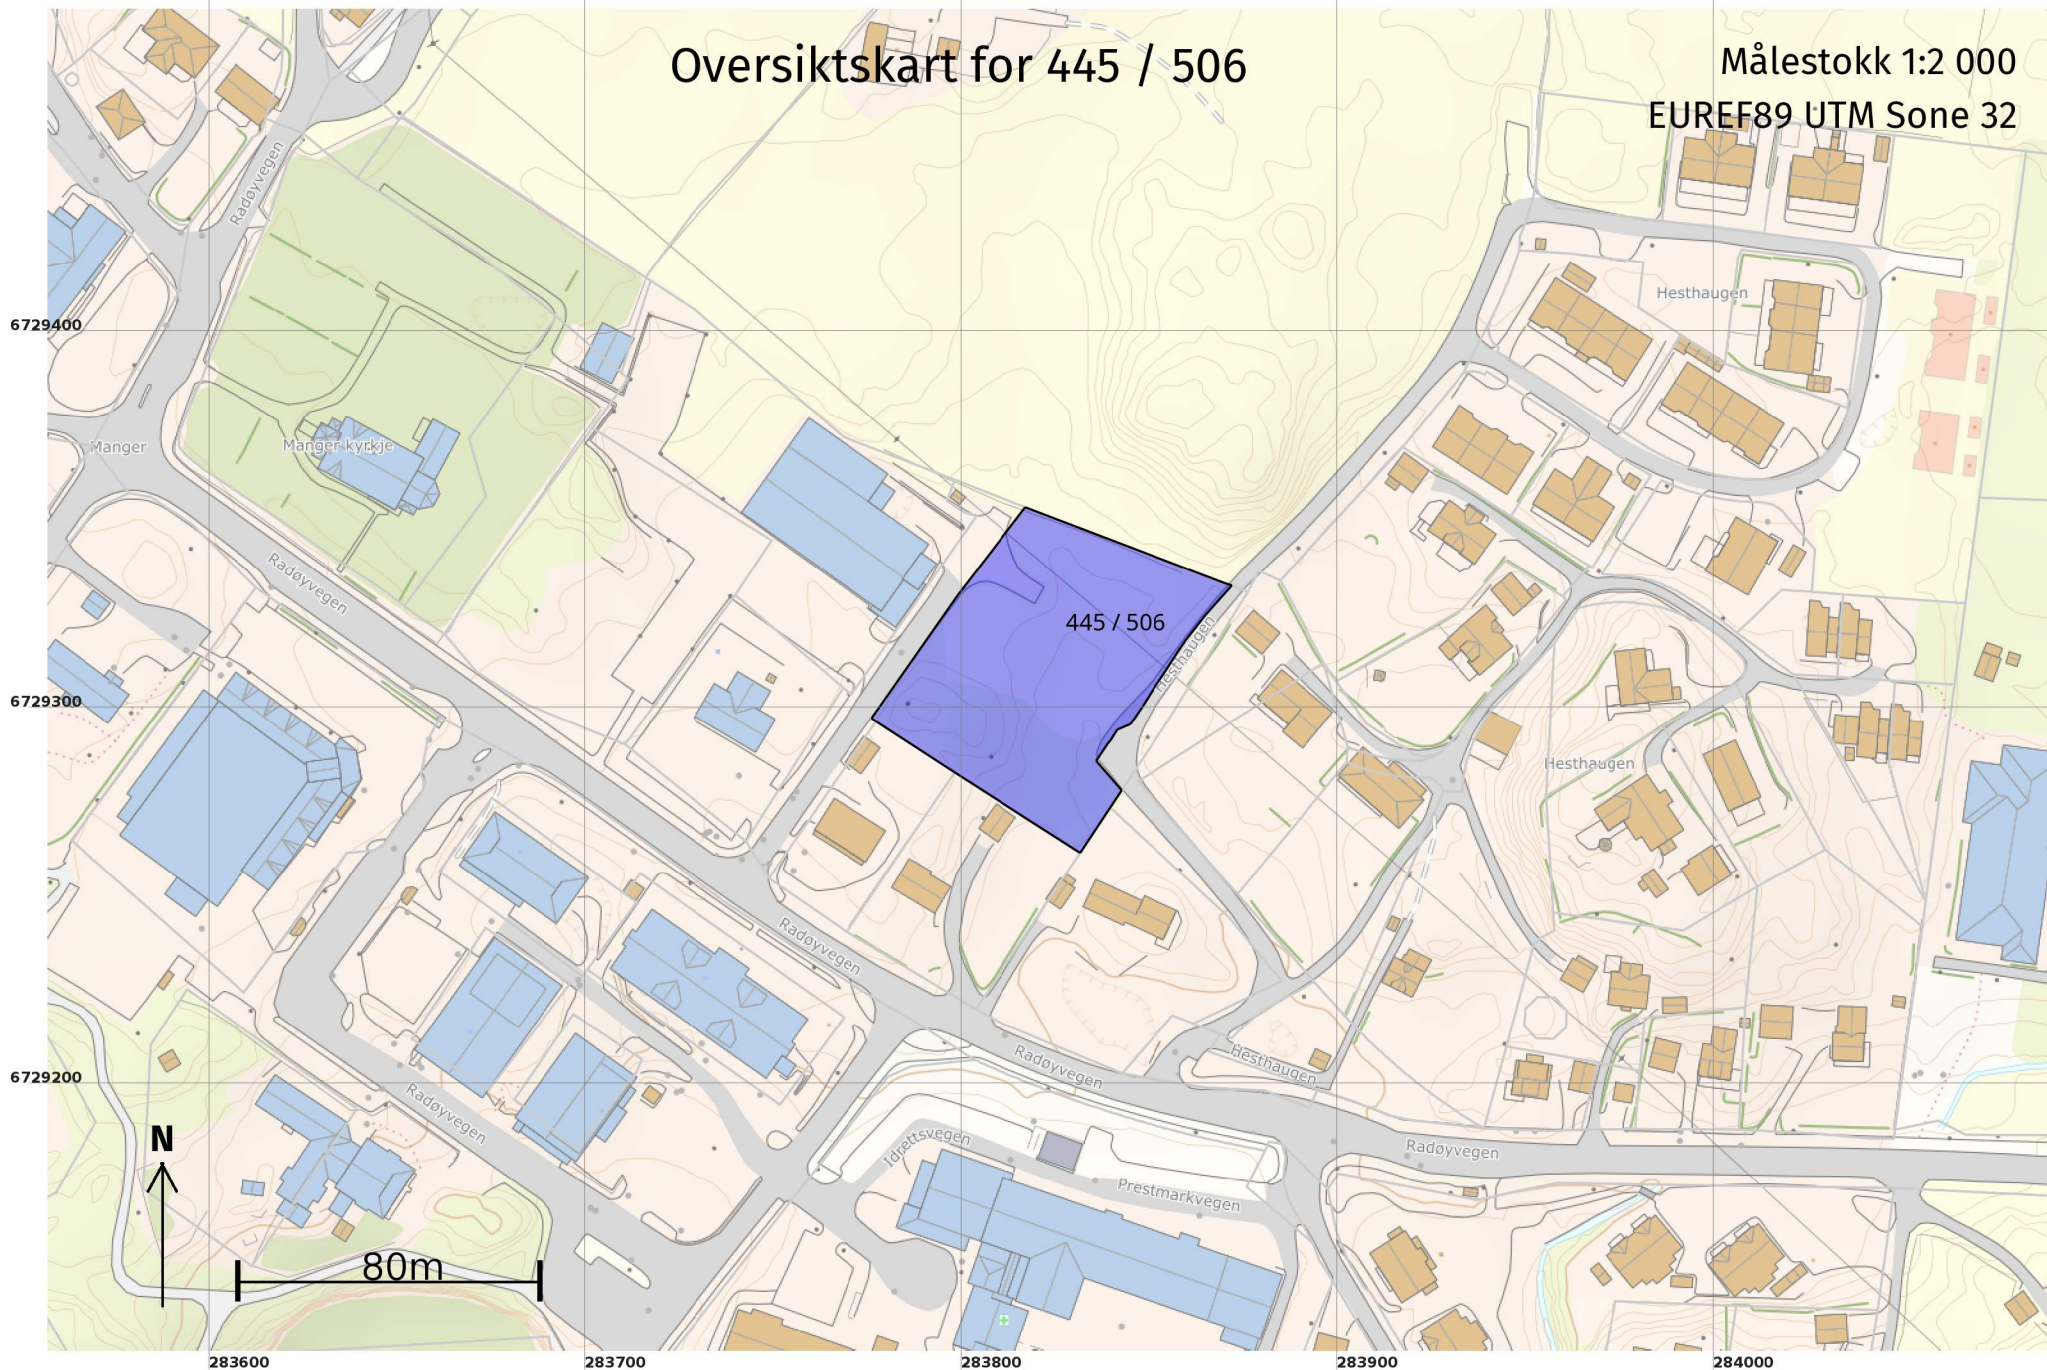 Oversiktskart for 445 / 506
Målestokk 1:2 000
EUREF89 UTM Sone 32
Radøyvegen
Hesthaugen
6729400
Manger
Manger kyrkje
Radøyvegen
445 / 506
Hesthaugen
6729300
Hesthaugen
Radøyvegen
Radøyvegen
Hesthaugen
6729200
Radøyvegen
Idrettsvegen
Radøyvegen
Prestmarkvegen
N
80m
283600
283700
283800
283900
284000